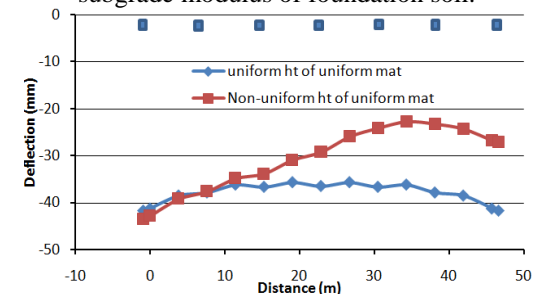 subgrade modulus of foundation soil.
0
-10
-20
-30
-40
-50
Deflection (mm)
uniform ht of uniform mat
Non-uniform ht of uniform mat
-10 0 10 20 30 40 50
Distance (m)